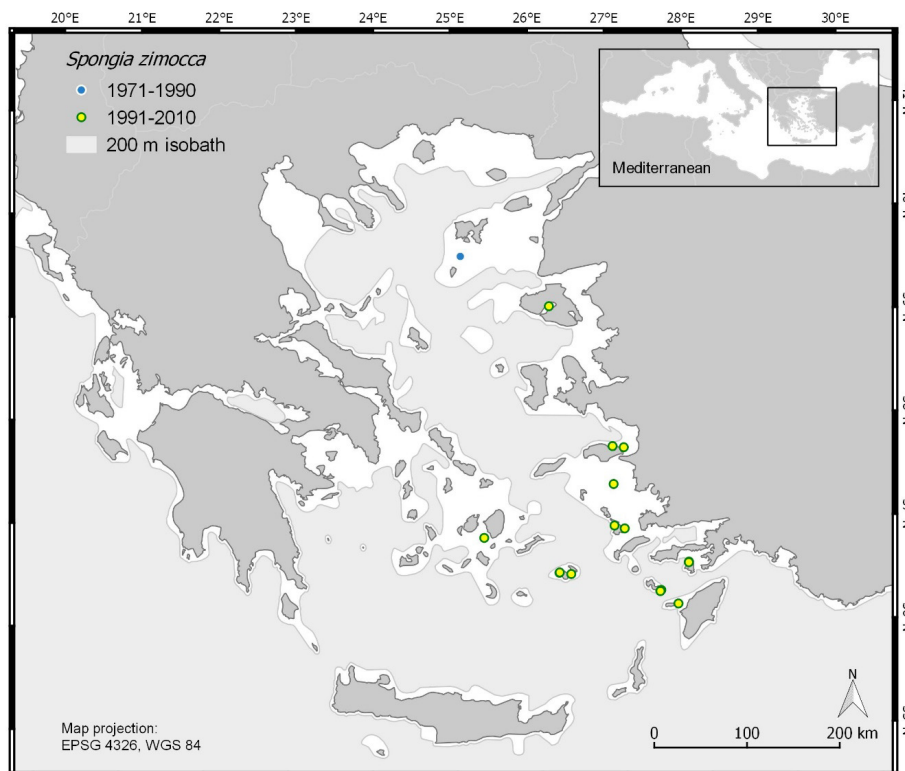 20°E 21°E 22°E 23°E 24°E 25°E 26°E 27°E 28°E 29°E 30°E
Spongia zimocca
1971-1990
1991-2010
200 m isobath
Mediterranean
N
Map projection:
EPSG 4326, WGS 84
0 100 200 km